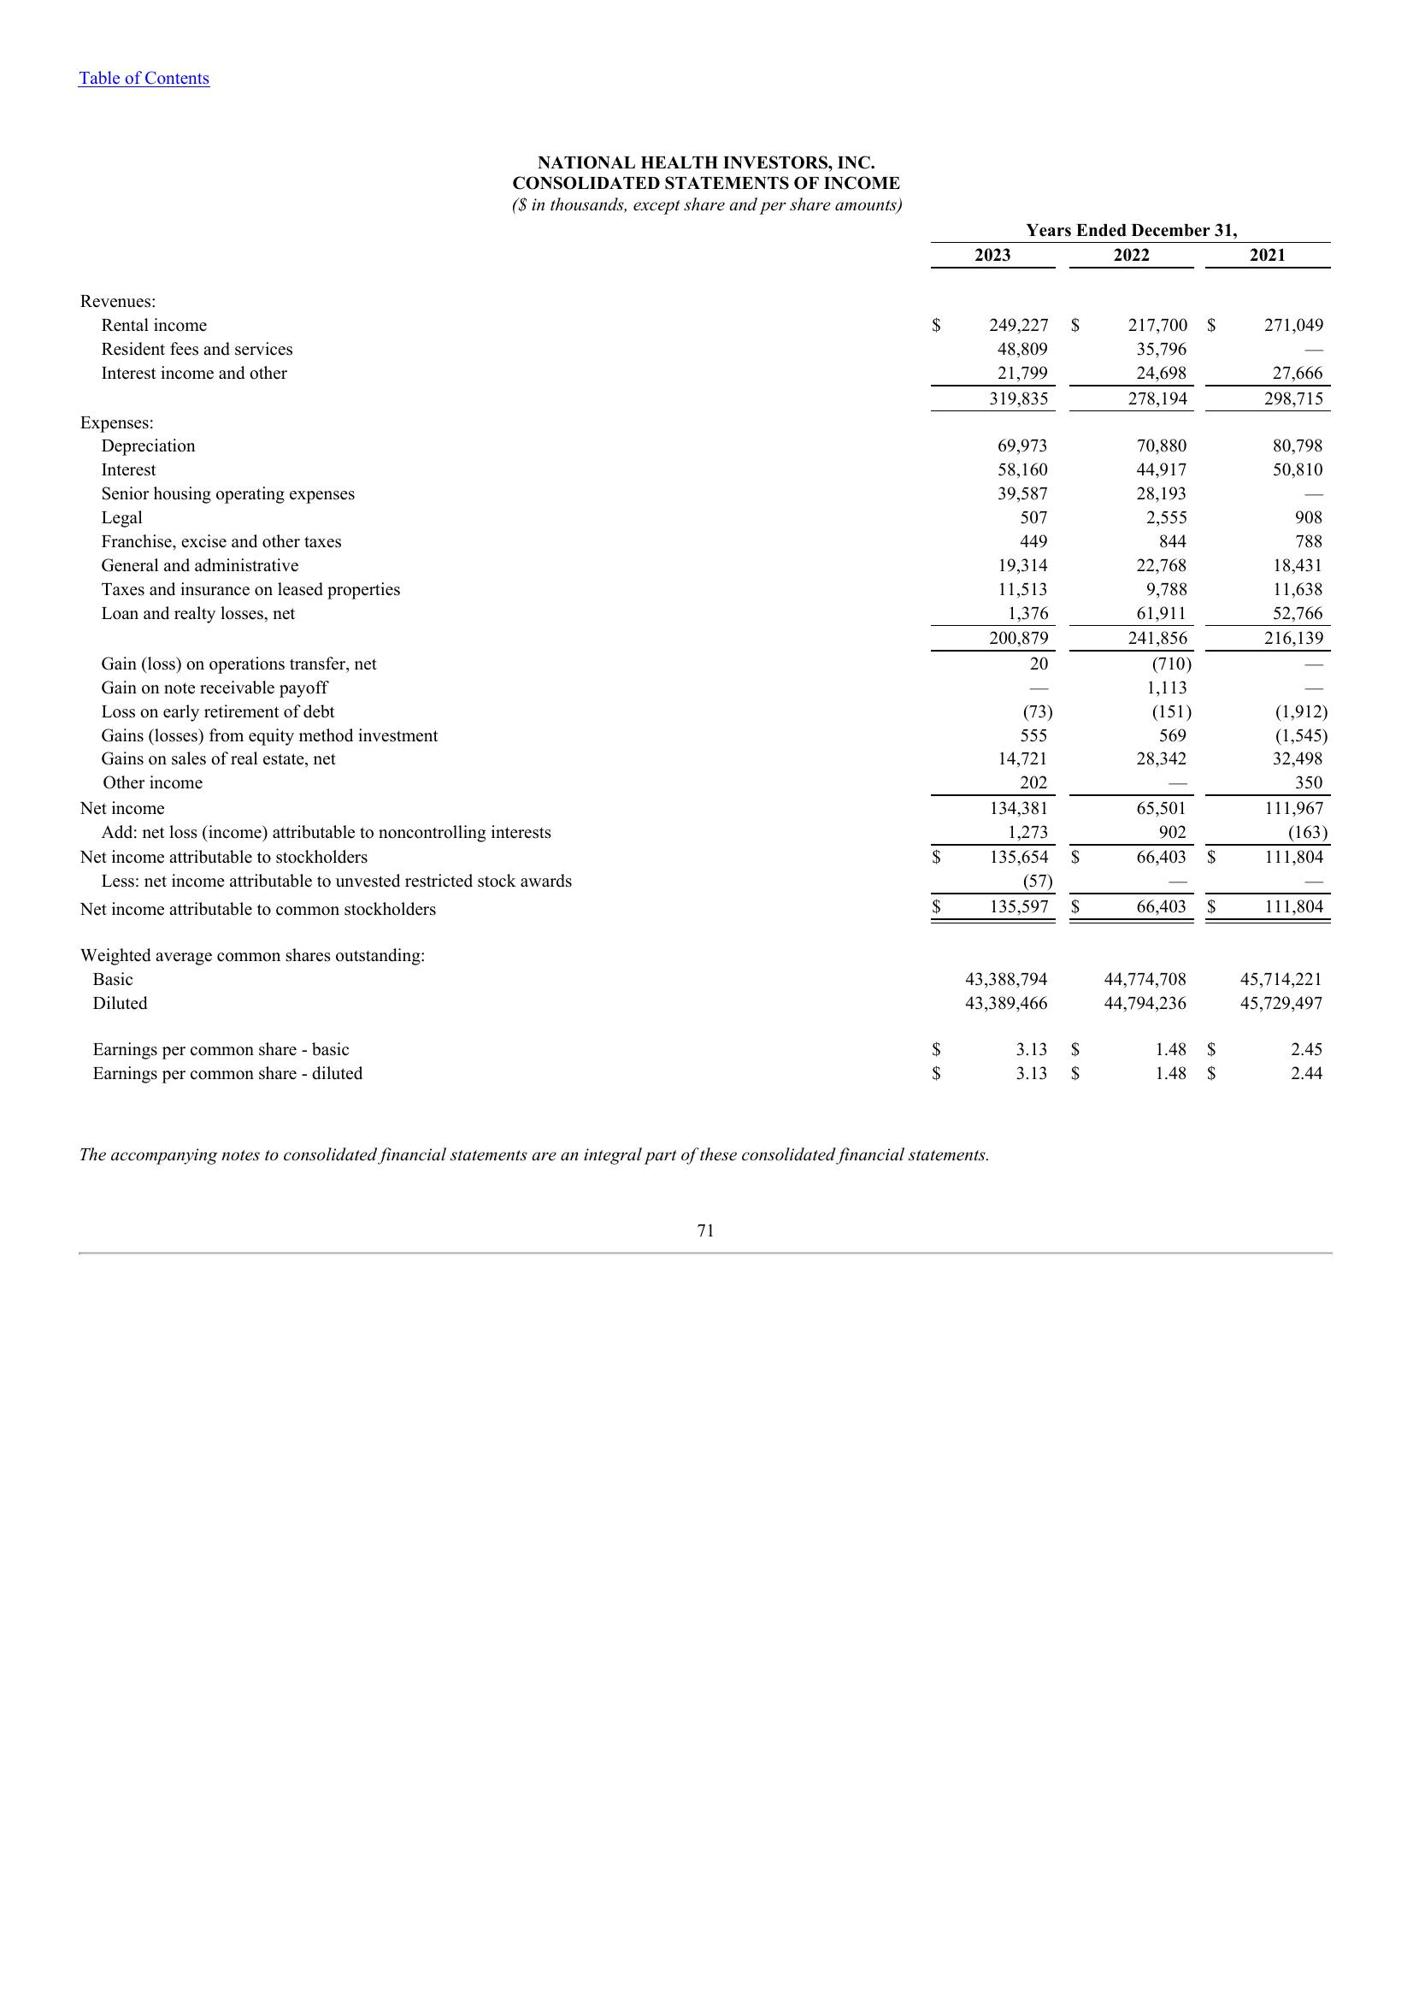 Table of Contents
NATIONAL HEALTH INVESTORS, INC.
CONSOLIDATED STATEMENTS OF INCOME
($ in thousands, except share and per share amounts)
Years Ended December 31,
2023 2022 2021
Revenues:
Rental income $ 249,227 $ 217,700 $ 271,049
Resident fees and services 48,809 35,796 —
Interest income and other 21,799 24,698 27,666
319,835 278,194 298,715
Expenses:
Depreciation 69,973 70,880 80,798
Interest 58,160 44,917 50,810
Senior housing operating expenses 39,587 28,193 —
Legal 507 2,555 908
Franchise, excise and other taxes 449 844 788
General and administrative 19,314 22,768 18,431
Taxes and insurance on leased properties 11,513 9,788 11,638
Loan and realty losses, net 1,376 61,911 52,766
200,879 241,856 216,139
Gain (loss) on operations transfer, net 20 (710) —
Gain on note receivable payoff — 1,113 —
Loss on early retirement of debt (73) (151) (1,912)
Gains (losses) from equity method investment 555 569 (1,545)
Gains on sales of real estate, net 14,721 28,342 32,498
Other income 202 — 350
Net income 134,381 65,501 111,967
Add: net loss (income) attributable to noncontrolling interests 1,273 902 (163)
Net income attributable to stockholders $ 135,654 $ 66,403 $ 111,804
Less: net income attributable to unvested restricted stock awards (57) — —
Net income attributable to common stockholders $ 135,597 $ 66,403 $ 111,804
Weighted average common shares outstanding:
Basic 43,388,794 44,774,708 45,714,221
Diluted 43,389,466 44,794,236 45,729,497
Earnings per common share - basic $ 3.13 $ 1.48 $ 2.45
Earnings per common share - diluted $ 3.13 $ 1.48 $ 2.44
The accompanying notes to consolidated financial statements are an integral part of these consolidated financial statements.
71